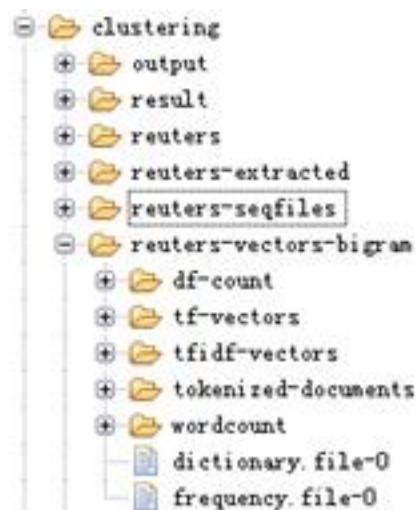 clustering
output
result
reuters
reuters-extracted
reuters-seqfiles
reuters-vectors-bigram
df-count
tf-vectors
tfidf-vectors
tokenized-documents
wordcount
dictionary.file-0
frequency.file-0